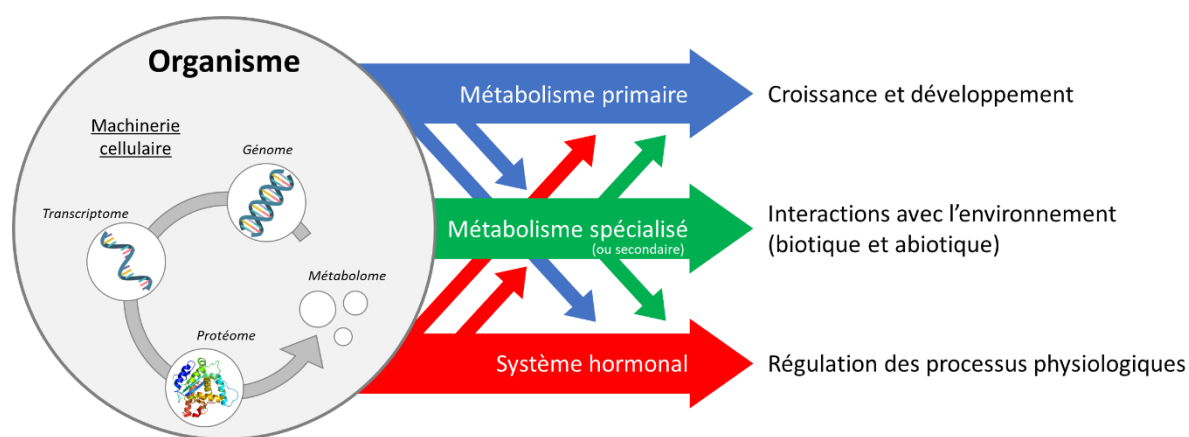 Organisme
Machinerie
cellulaire
Génome
Transcriptome
Métabolome
Protéome
Métabolisme primaire
Croissance et développement
Métabolisme spécialisé
(ou secondaire)
Interactions avec l’environnement
(biotique et abiotique)
Système hormonal
Régulation des processus physiologiques